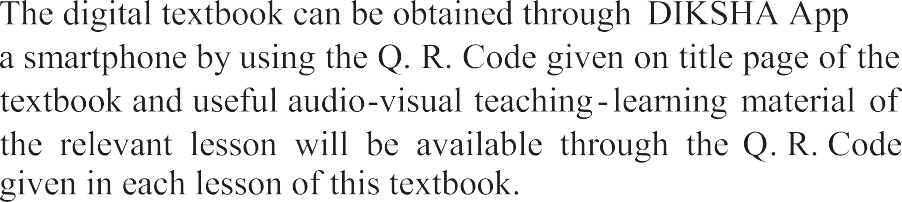 The digital textbook can be obtained through DIKSHA App
a smartphone by using the Q. R. Code given on title page of the
textbook and useful audio-visual teaching-learning material of
the relevant lesson will be available through the Q. R. Code
given in each lesson of this textbook.